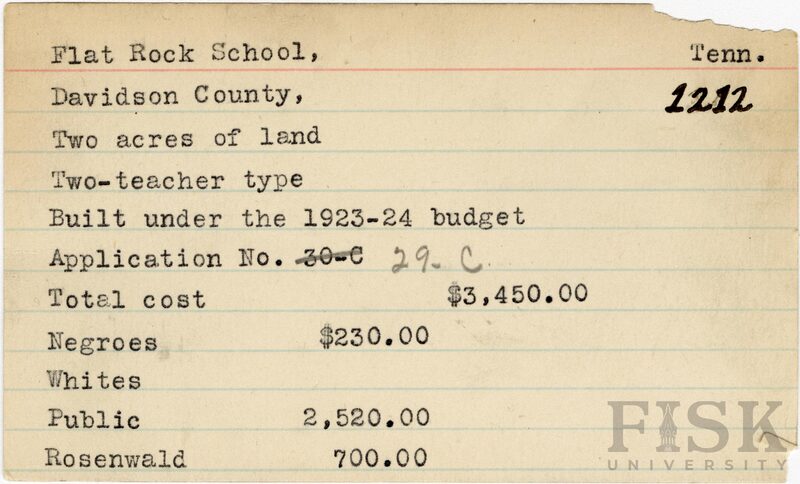 Flat Rock School, Tenn.
Davidson County, 1212
Two acres of land
Two-teacher type
Built under the 1923-24 budget
Application No. 30-C 29-C
Total cost $3,450.00
Negroes $230.00
Whites
Public 2,520.00
Rosenwald 700.00
FISK
UNIVERSITY